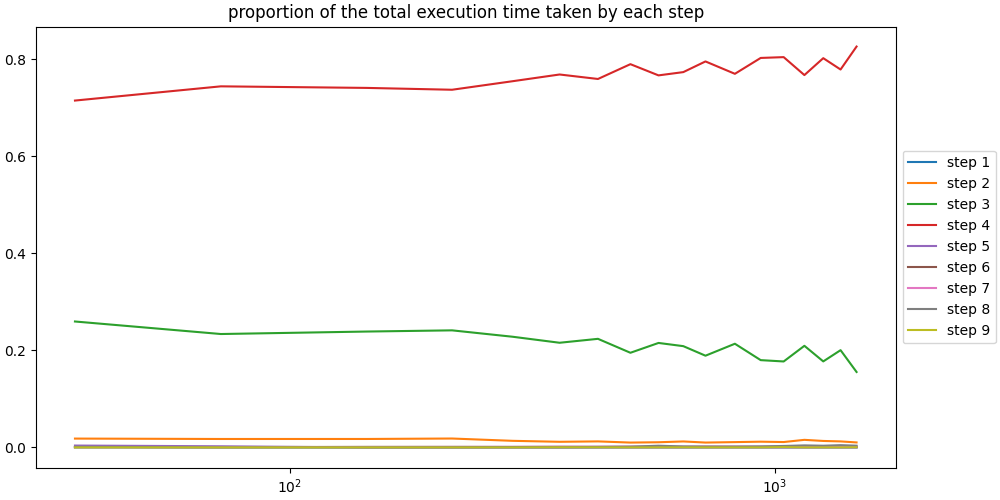 proportion of the total execution time taken by each step
0.8
0.6
0.4
0.2
0.0
10²
10³
step 1
step 2
step 3
step 4
step 5
step 6
step 7
step 8
step 9